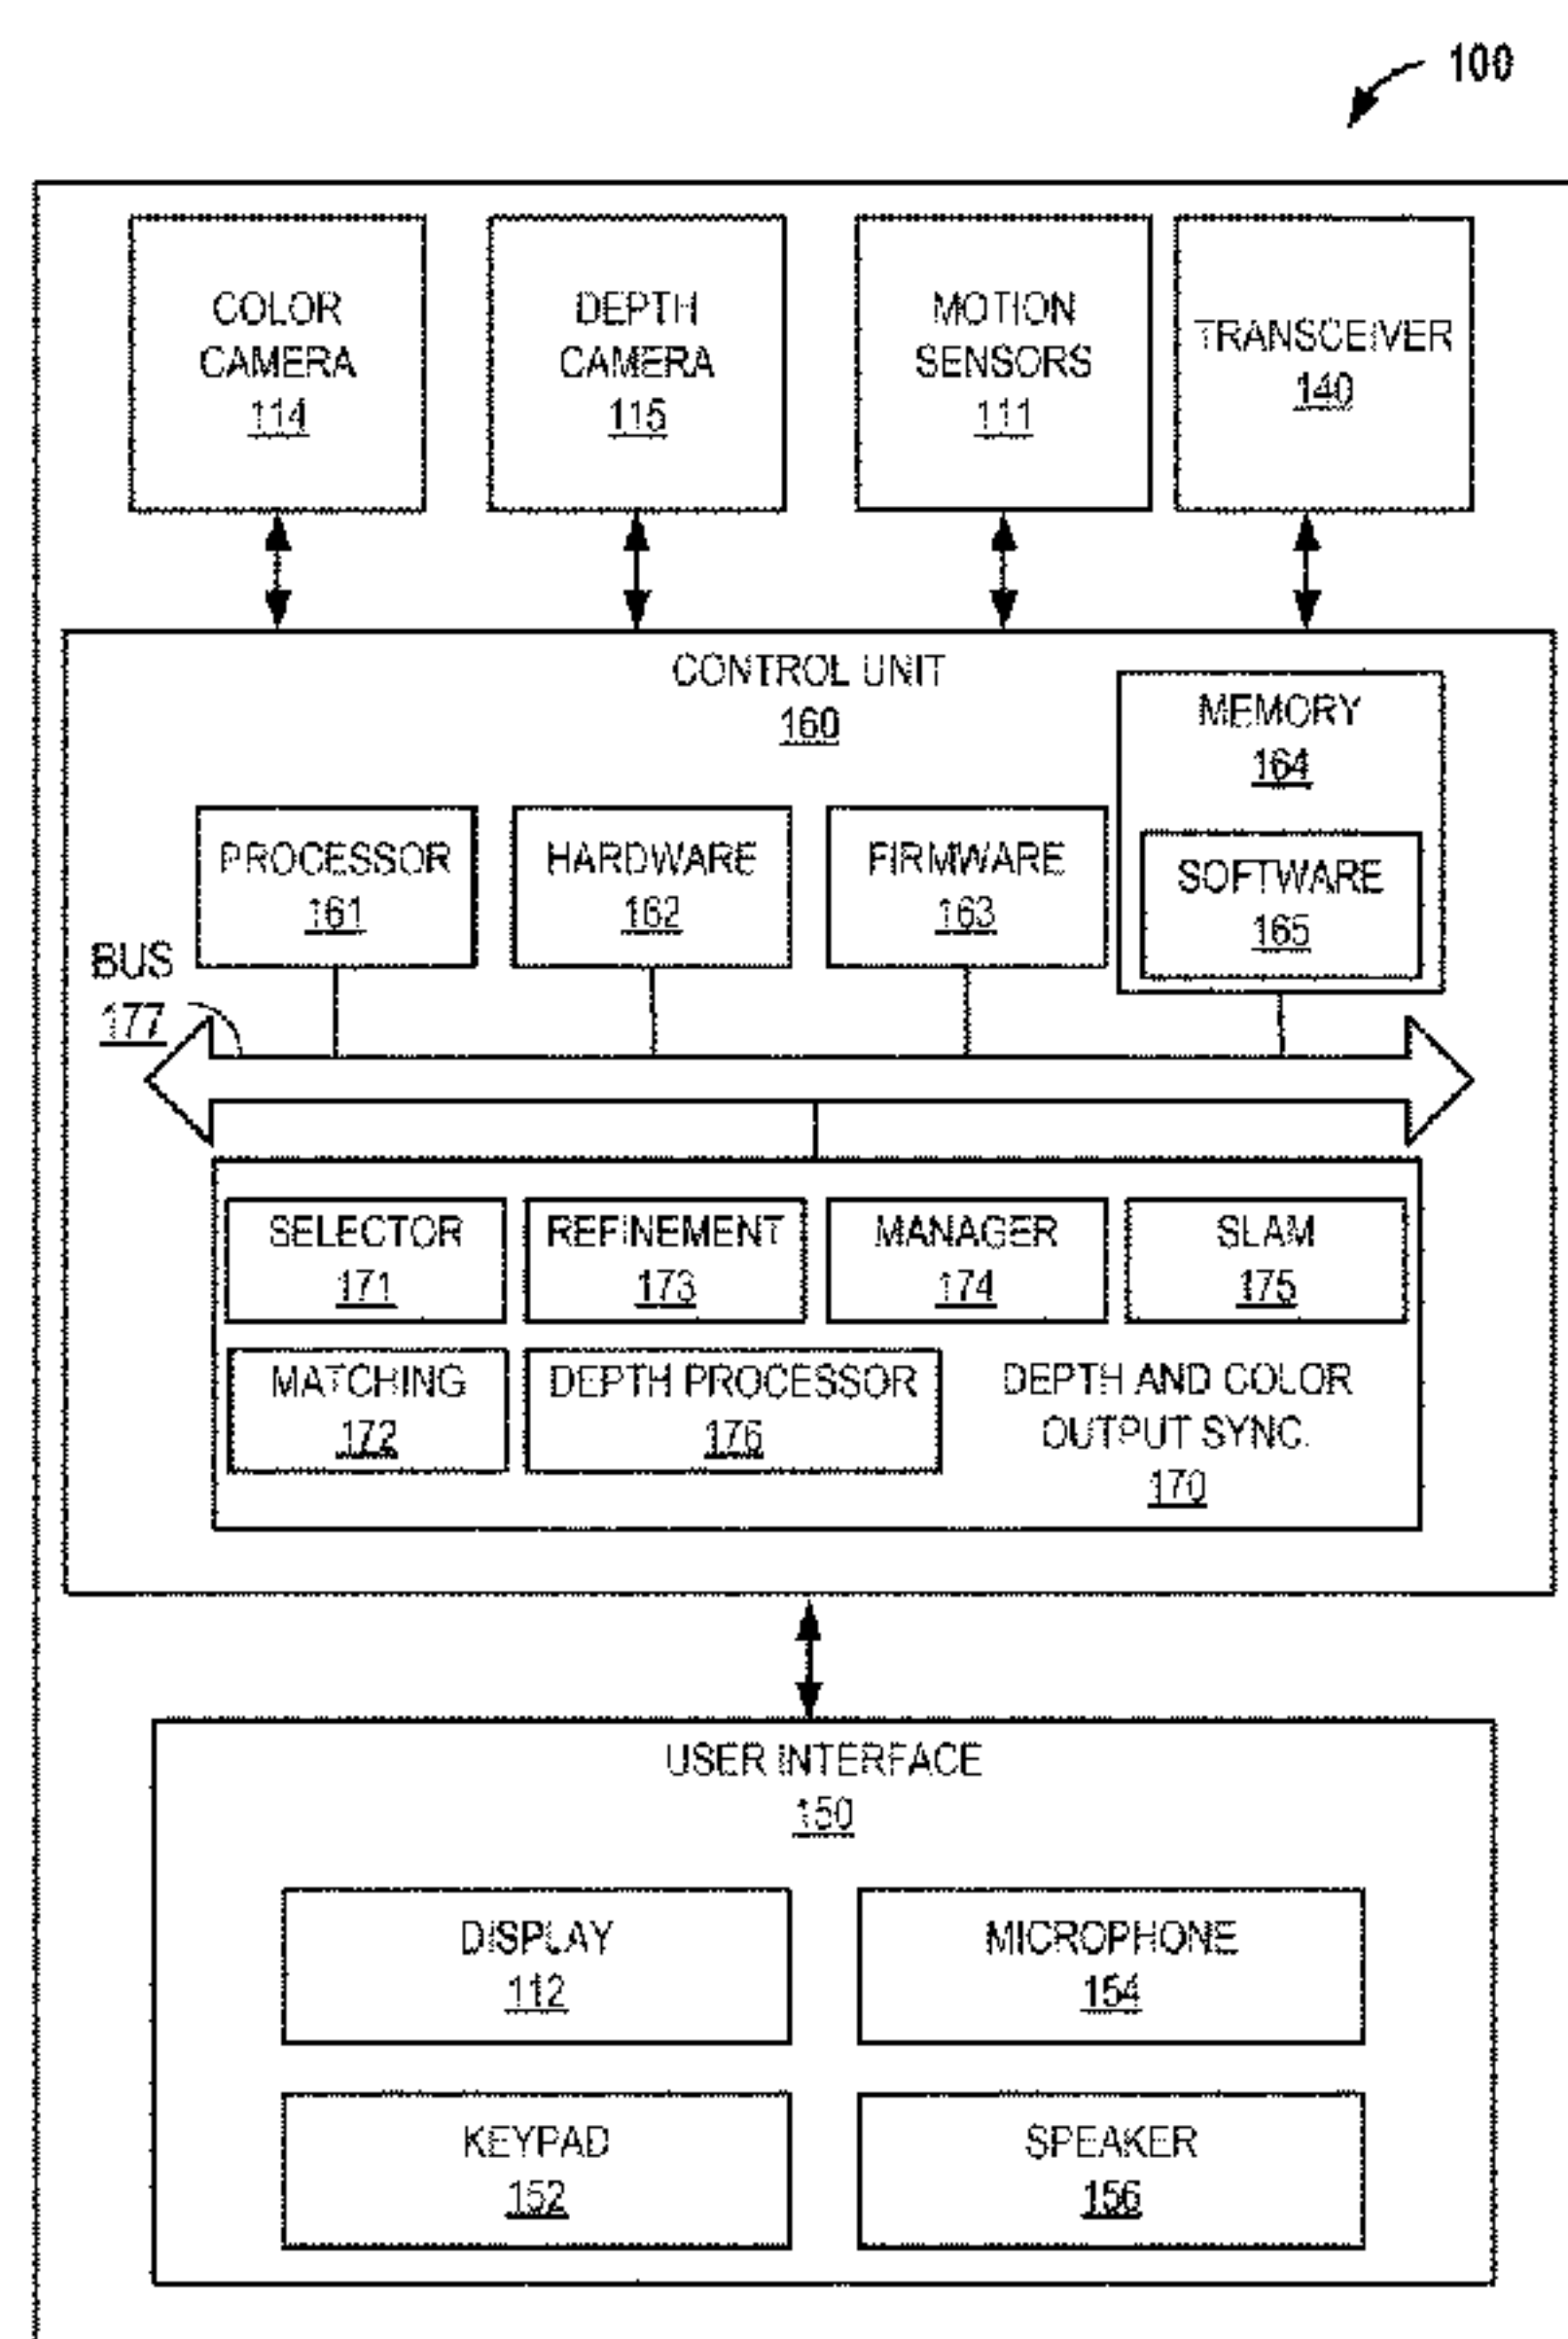 100
COLOR
CAMERA
114
DEPTH
CAMERA
115
MOTION
SENSORS
111
TRANSCEIVER
140
CONTROL UNIT
160
MEMORY
164
SOFTWARE
165
PROCESSOR
161
HARDWARE
162
FIRMWARE
163
BUS
177
SELECTOR
171
REFINEMENT
173
MANAGER
174
SLAM
175
MATCHING
172
DEPTH PROCESSOR
176
DEPTH AND COLOR
OUTPUT SYNC.
170
USER INTERFACE
150
DISPLAY
112
MICROPHONE
154
KEYPAD
152
SPEAKER
156